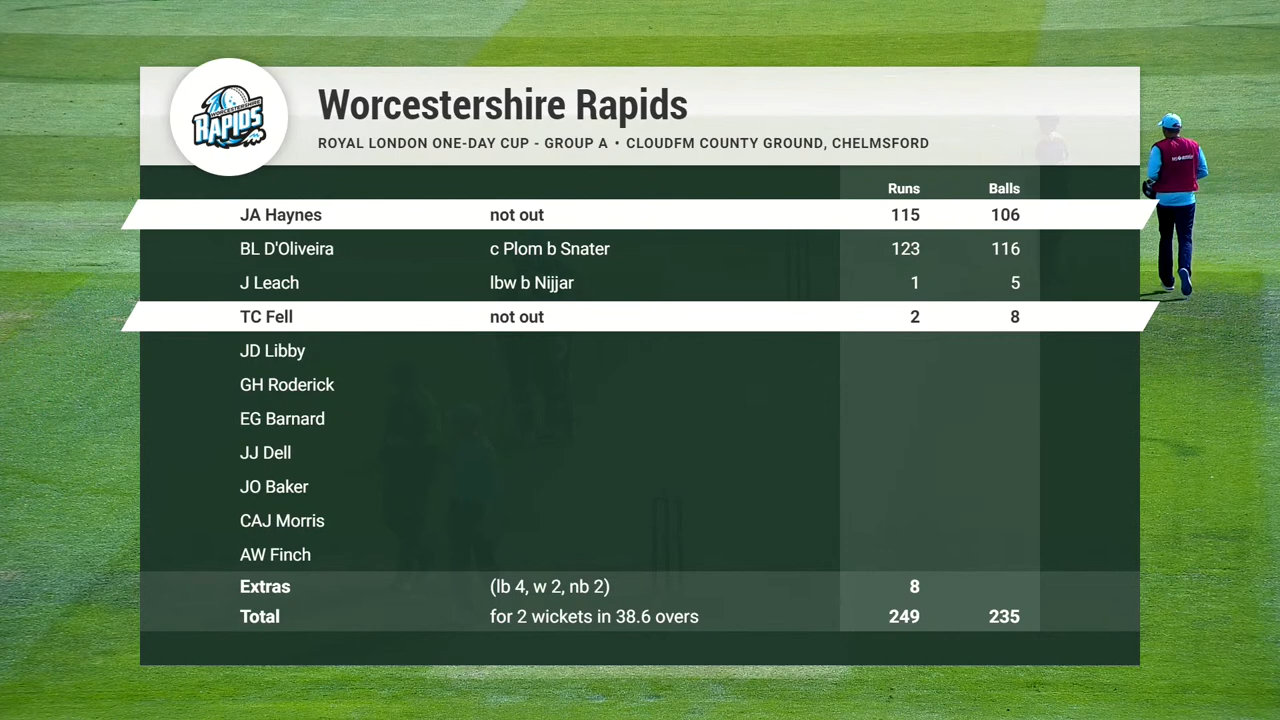 WORCESTERSHIRE
RAPIDS
Worcestershire Rapids
ROYAL LONDON ONE-DAY CUP - GROUP A • CLOUDFM COUNTY GROUND, CHELMSFORD
Runs Balls
JA Haynes not out 115 106
BL D'Oliveira c Plom b Snater 123 116
J Leach lbw b Nijjar 1 5
TC Fell not out 2 8
JD Libby
GH Roderick
EG Barnard
JJ Dell
JO Baker
CAJ Morris
AW Finch
Extras (lb 4, w 2, nb 2) 8
Total for 2 wickets in 38.6 overs 249 235